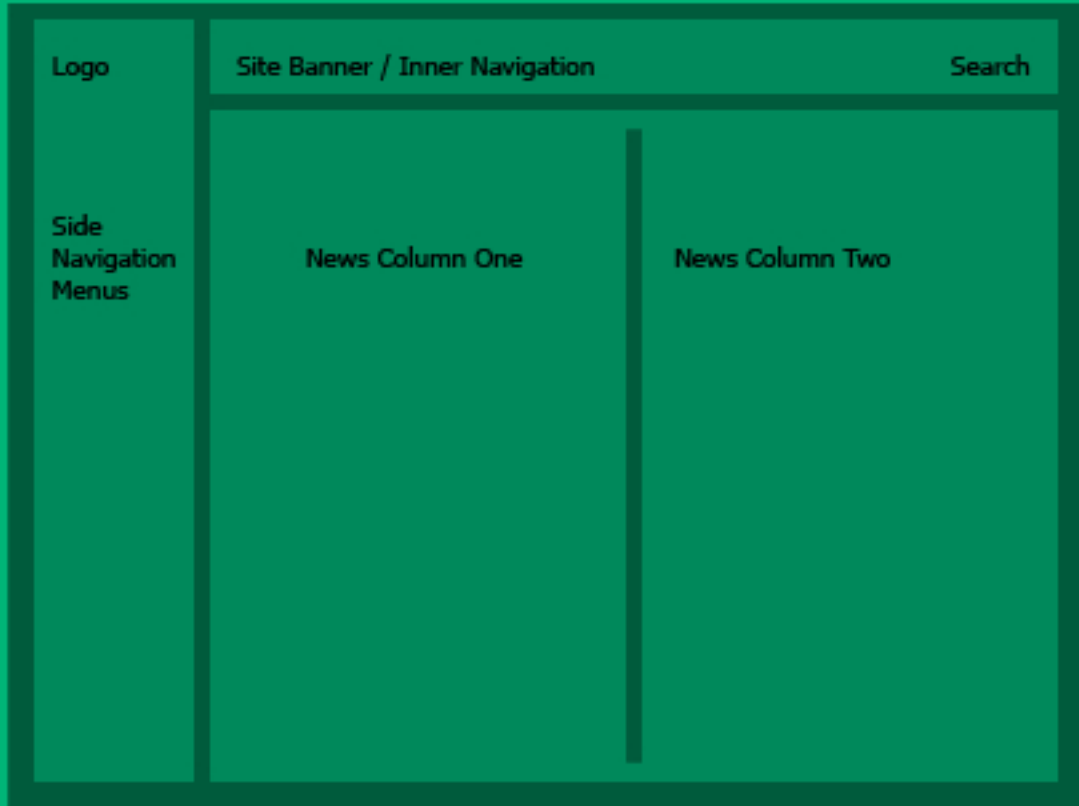 Logo
Site Banner / Inner Navigation
Search
Side
Navigation
Menus
News Column One
News Column Two